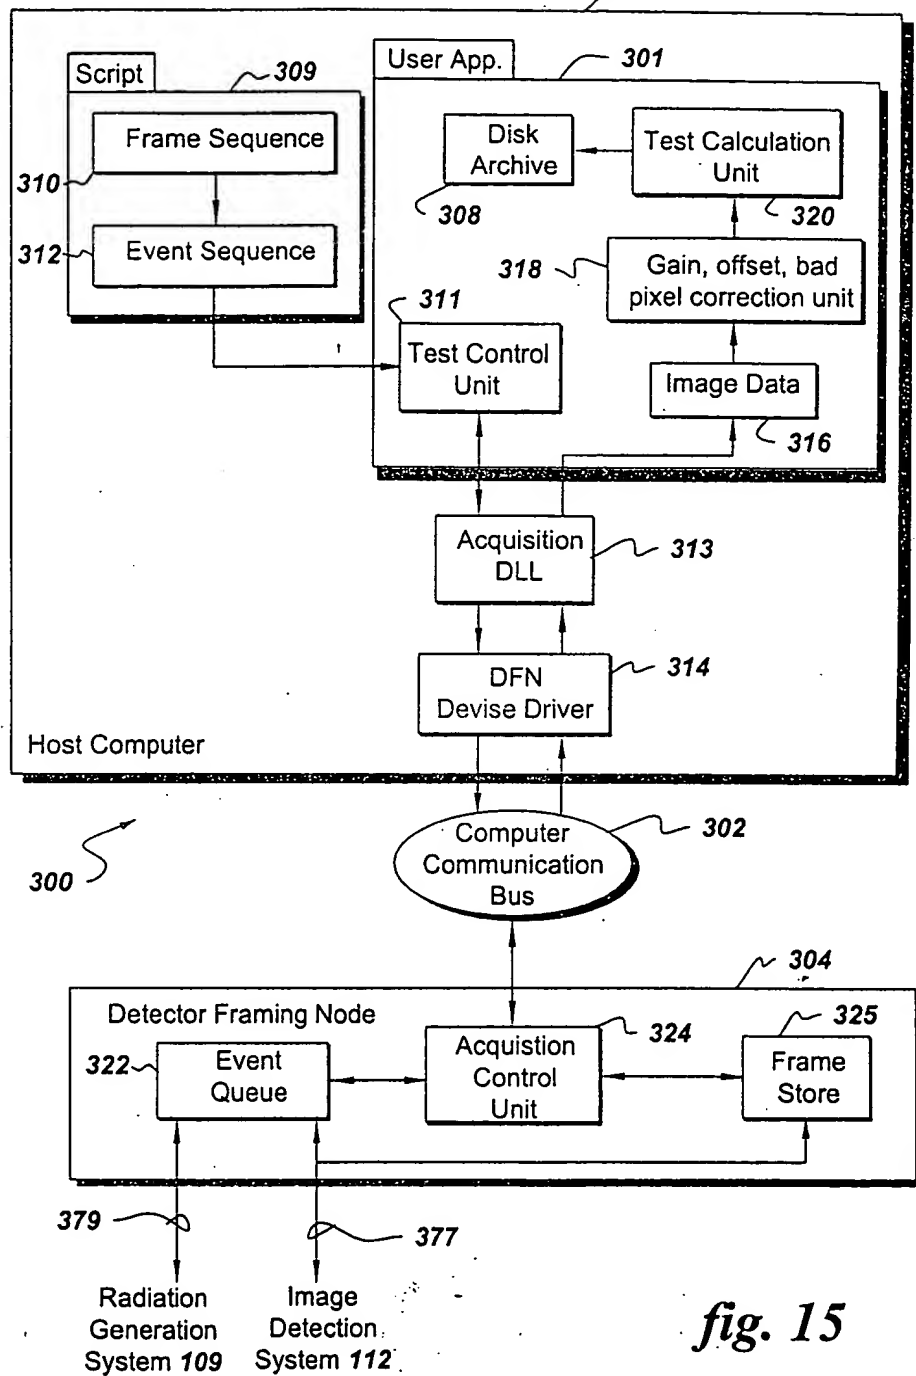 User App.
301
Script
309
Frame Sequence
310
Event Sequence
312
Disk
Archive
308
Test Calculation
Unit
320
318
Gain, offset, bad
pixel correction unit
311
Test Control
Unit
Image Data
316
Acquisition
DLL
313
DFN
Devise Driver
314
Host Computer
Computer
Communication
Bus
302
300
304
Detector Framing Node
322
Event
Queue
Acquistion
Control
Unit
324
325
Frame
Store
379
377
Radiation
Generation
System 109
Image
Detection
System 112
fig. 15